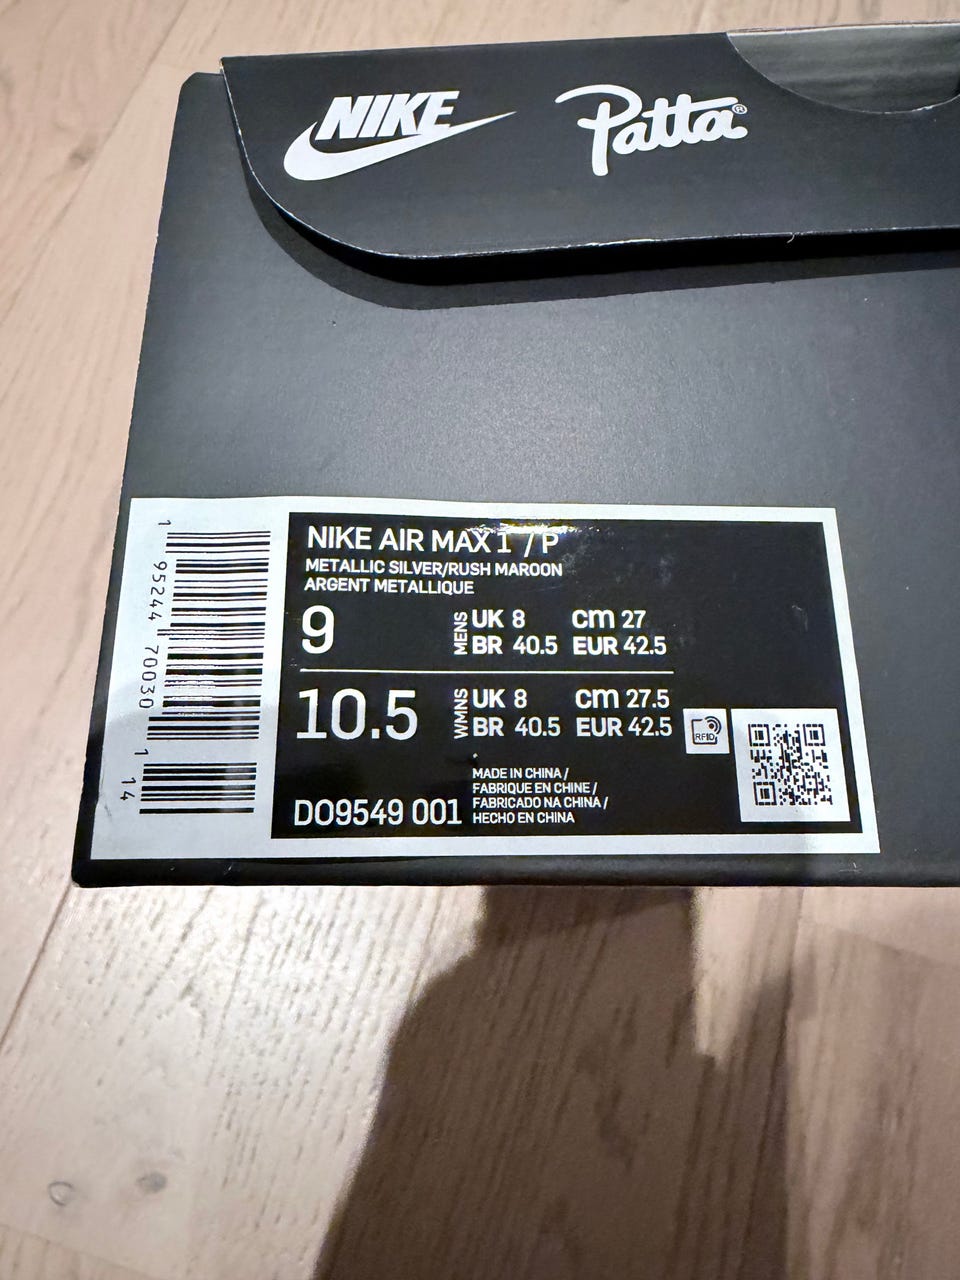 NIKE
Patta®
NIKE AIR MAX 1 / P
METALLIC SILVER/RUSH MAROON
ARGENT METALLIQUE
9 MENS UK 8 cm 27
BR 40.5 EUR 42.5
10.5 WMNS UK 8 cm 27.5
BR 40.5 EUR 42.5
RFID
MADE IN CHINA /
FABRIQUE EN CHINE /
FABRICADO NA CHINA /
HECHO EN CHINA
DO9549 001
1 95244 70030 1 14